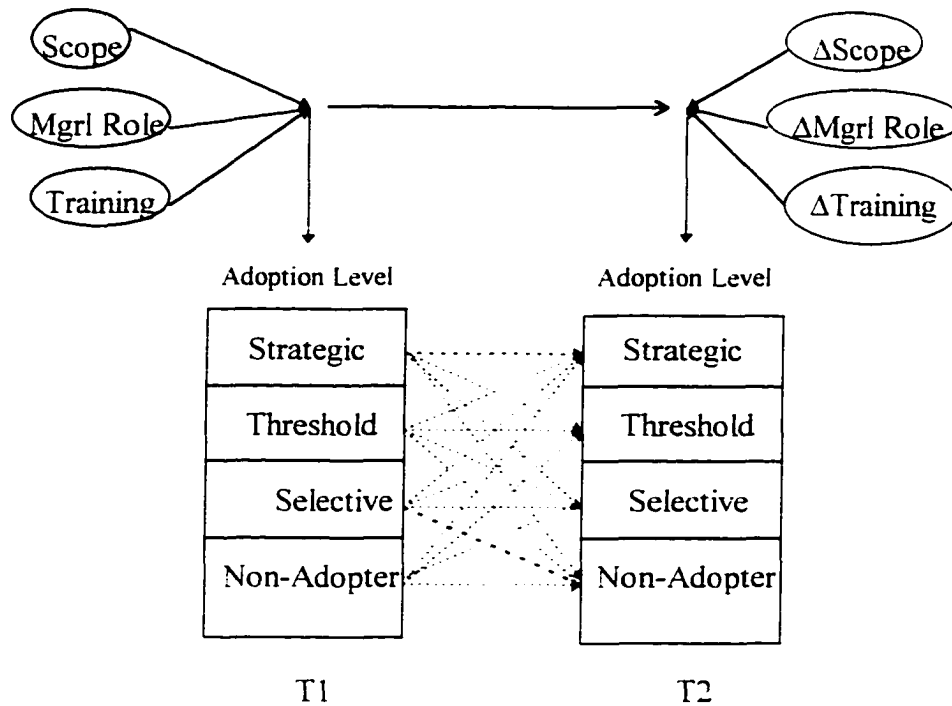 Scope
ΔScope
Mgrl Role
ΔMgrl Role
Training
ΔTraining
Adoption Level
Adoption Level
Strategic
Strategic
Threshold
Threshold
Selective
Selective
Non-Adopter
Non-Adopter
T1
T2